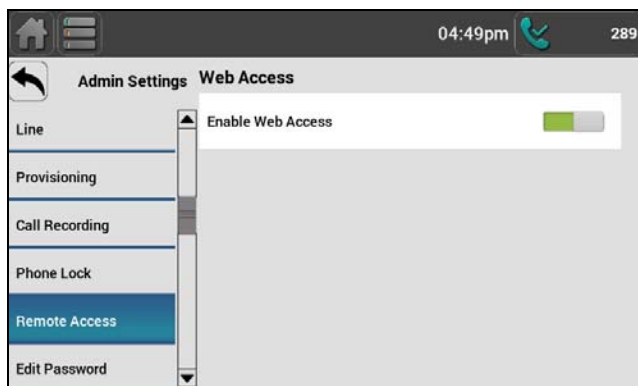 04:49pm 289
Admin Settings
Web Access
Enable Web Access
Line
Provisioning
Call Recording
Phone Lock
Remote Access
Edit Password